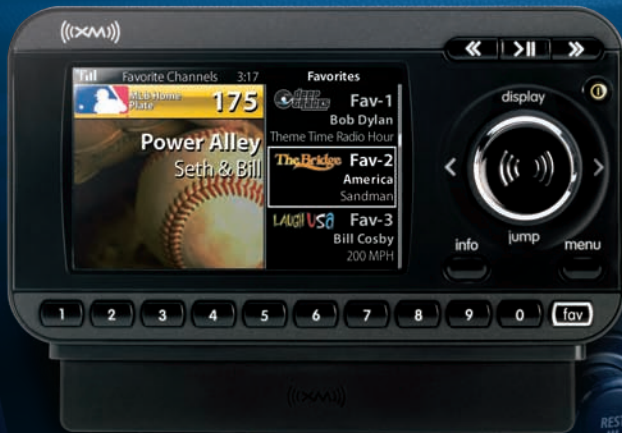 ((XM))
Favorite Channels 3:17
MLB Home
Plate
175
Power Alley
Seth & Bill
Favorites
deep tracks
Fav-1
Bob Dylan
Theme Time Radio Hour
The Bridge Fav-2
America
Sandman
LAUGH USA Fav-3
Bill Cosby
200 MPH
display
info
jump
menu
1 2 3 4 5 6 7 8 9 0 fav
((XM))